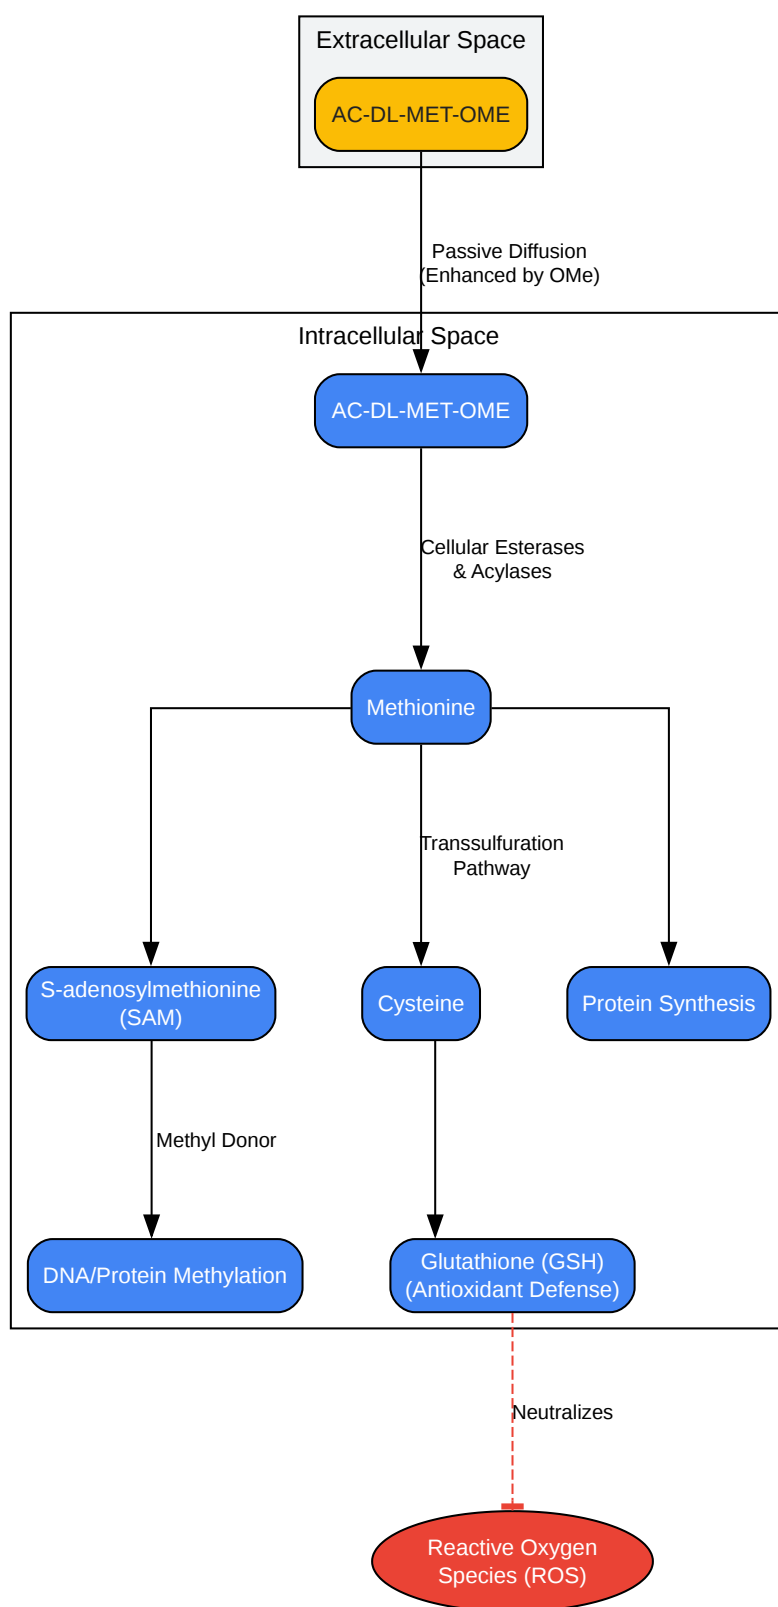 Extracellular Space
AC-DL-MET-OME
Passive Diffusion
(Enhanced by OMe)
Intracellular Space
AC-DL-MET-OME
Cellular Esterases
& Acylases
Methionine
Transsulfuration
Pathway
S-adenosylmethionine
(SAM)
Cysteine
Protein Synthesis
Methyl Donor
DNA/Protein Methylation
Glutathione (GSH)
(Antioxidant Defense)
Neutralizes
Reactive Oxygen
Species (ROS)